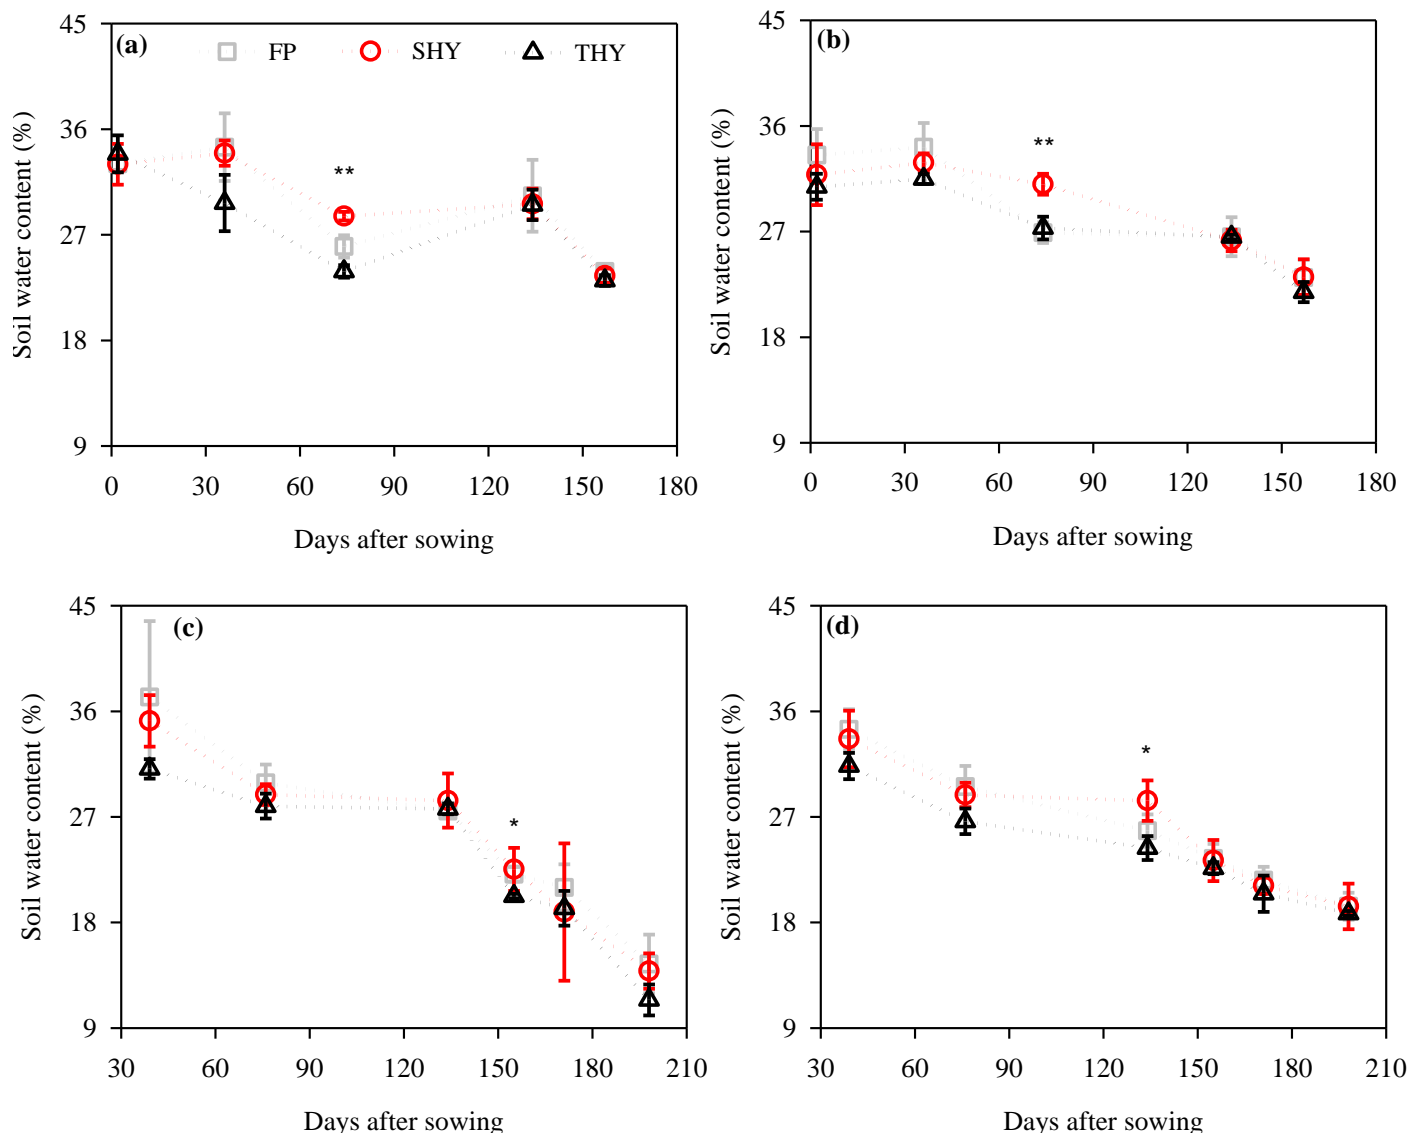 (a) FP SHY THY
45
36
27
18
9
Soil water content (%)
**
0 30 60 90 120 150 180
Days after sowing
(b)
45
36
27
18
9
Soil water content (%)
**
0 30 60 90 120 150 180
Days after sowing
(c)
45
36
27
18
9
Soil water content (%)
*
30 60 90 120 150 180 210
Days after sowing
(d)
45
36
27
18
9
Soil water content (%)
*
30 60 90 120 150 180 210
Days after sowing